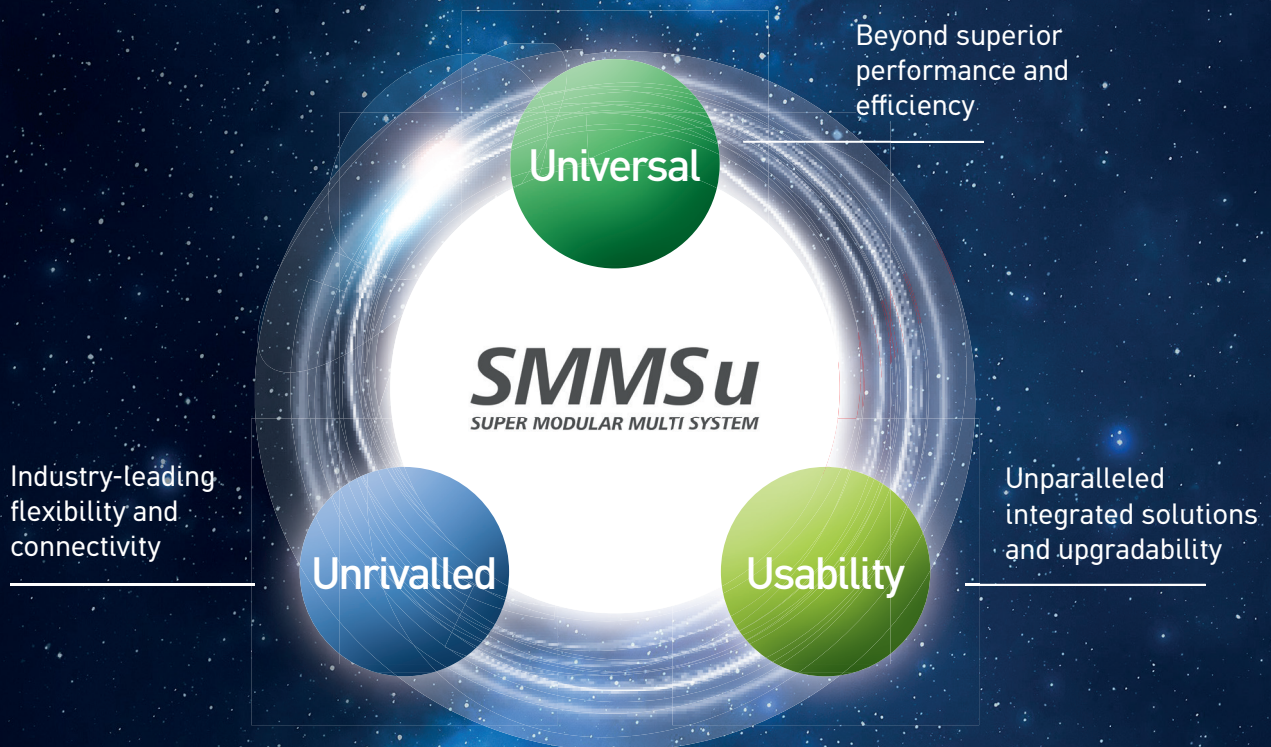 Beyond superior
performance and
efficiency
Universal
SMMSu
SUPER MODULAR MULTI SYSTEM
Industry-leading
flexibility and
connectivity
Unrivalled
Usability
Unparalleled
integrated solutions
and upgradability